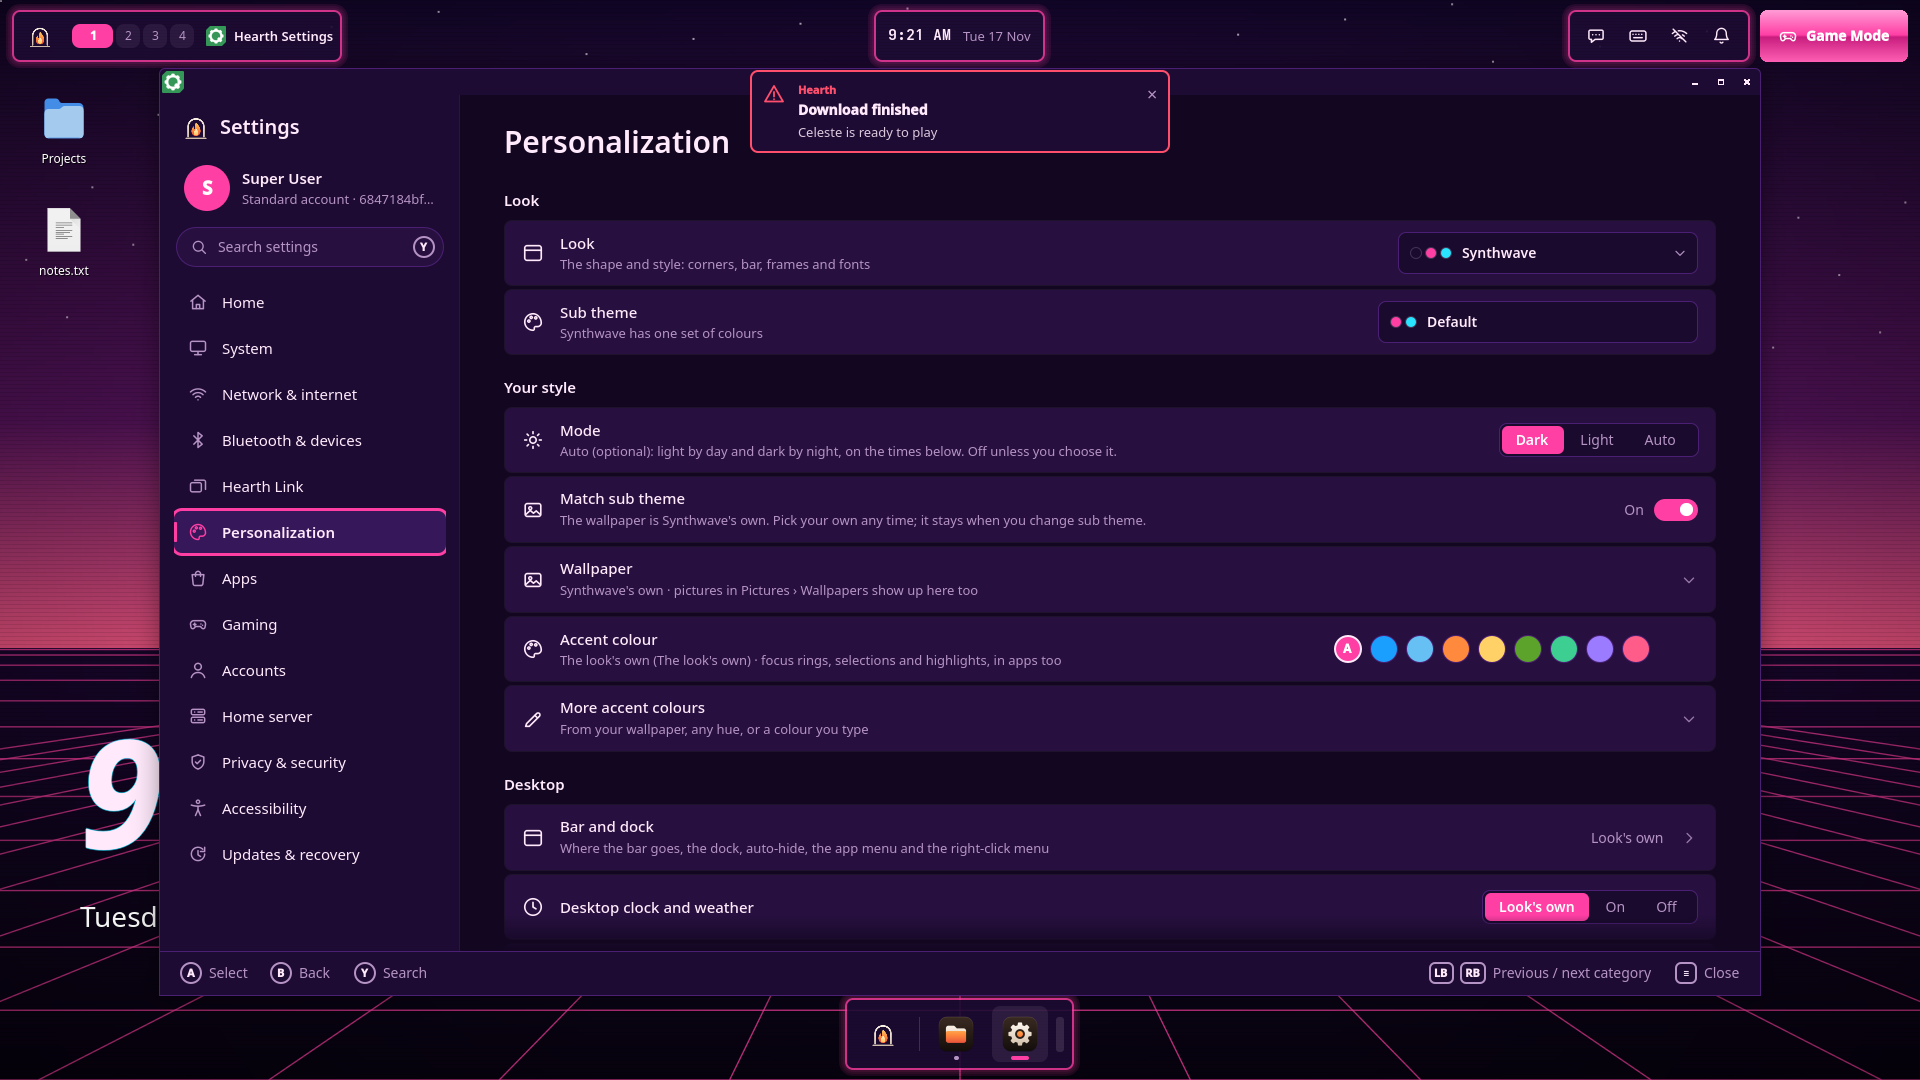 1 2 3 4 Hearth Settings
9:21 AM Tue 17 Nov
Game Mode
Projects
notes.txt
9
Tuesd
Hearth
Download finished
Celeste is ready to play
Settings
S
Super User
Standard account · 6847184bf...
Search settings Y
Home
System
Network & internet
Bluetooth & devices
Hearth Link
Personalization
Apps
Gaming
Accounts
Home server
Privacy & security
Accessibility
Updates & recovery
Personalization
Look
Look
The shape and style: corners, bar, frames and fonts
Synthwave
Sub theme
Synthwave has one set of colours
Default
Your style
Mode
Auto (optional): light by day and dark by night, on the times below. Off unless you choose it.
Dark Light Auto
Match sub theme
The wallpaper is Synthwave's own. Pick your own any time; it stays when you change sub theme.
On
Wallpaper
Synthwave's own · pictures in Pictures › Wallpapers show up here too
Accent colour
The look's own (The look's own) · focus rings, selections and highlights, in apps too
A
More accent colours
From your wallpaper, any hue, or a colour you type
Desktop
Bar and dock
Where the bar goes, the dock, auto-hide, the app menu and the right-click menu
Look's own
Desktop clock and weather
Look's own On Off
A Select B Back Y Search
LB RB Previous / next category ≡ Close